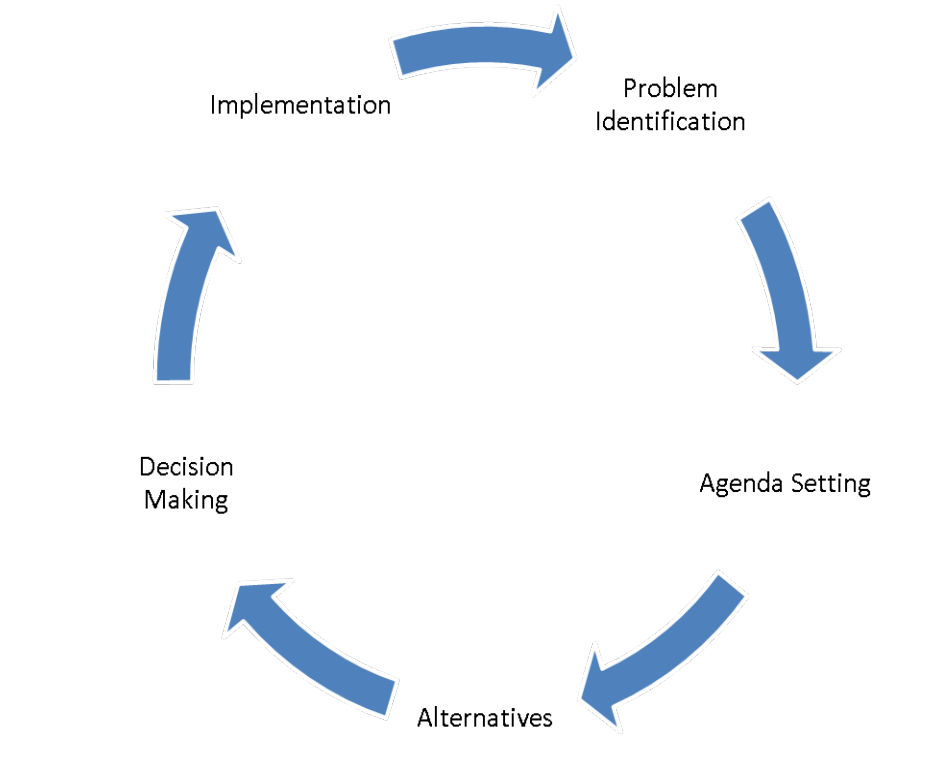 Implementation
Problem
Identification
Decision
Making
Agenda Setting
Alternatives